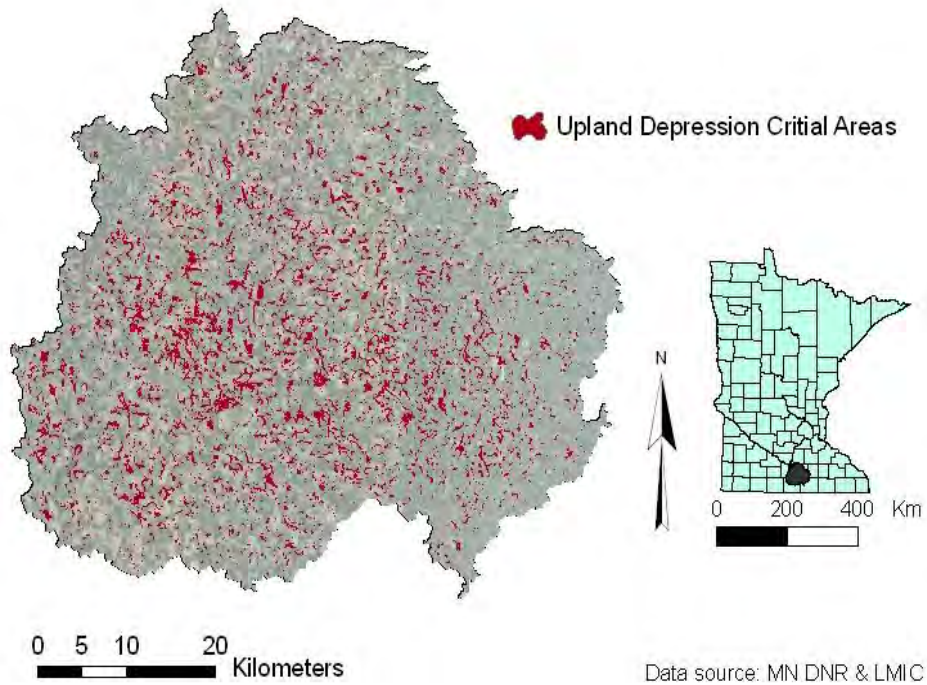 Upland Depression Critial Areas
N
0 200 400 Km
0 5 10 20
Kilometers
Data source: MN DNR & LMIC